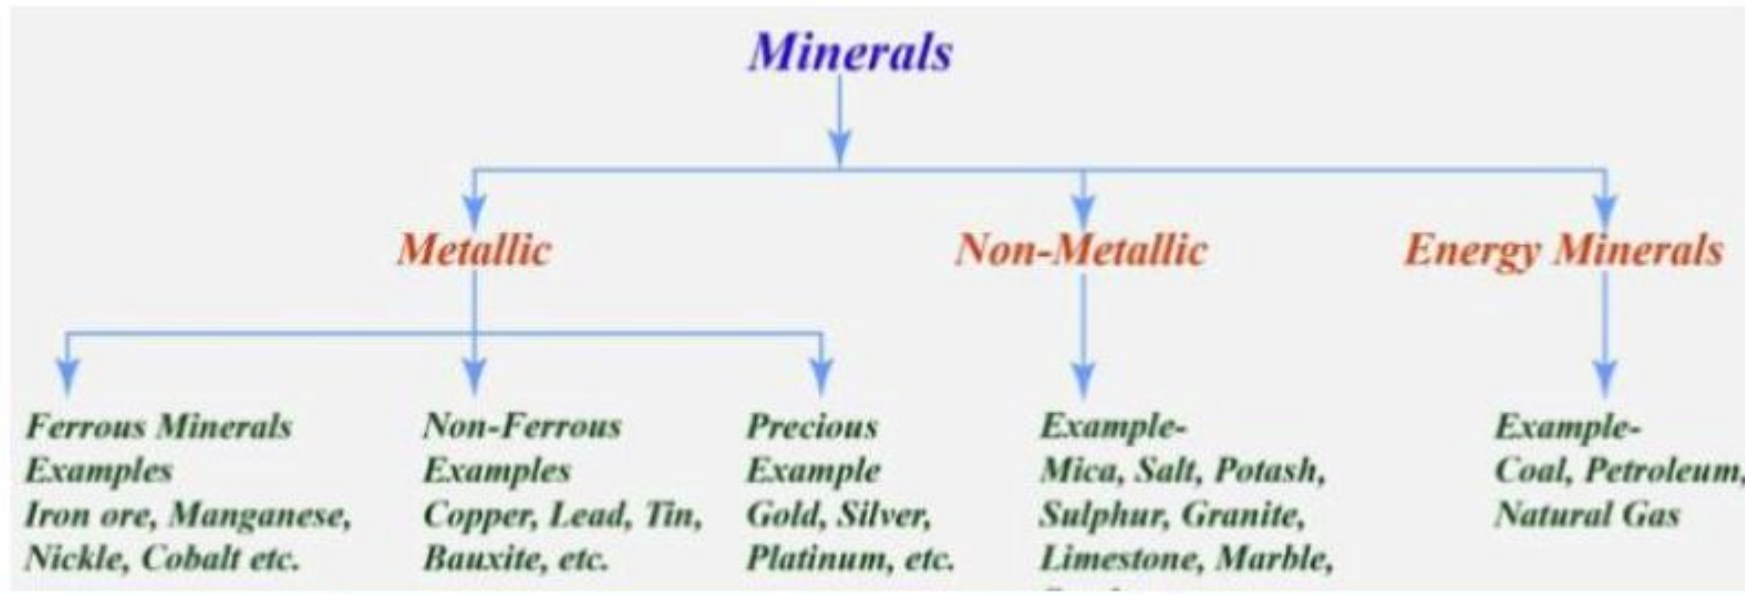 Minerals
Metallic
Non-Metallic
Energy Minerals
Ferrous Minerals
Examples
Iron ore, Manganese,
Nickle, Cobalt etc.
Non-Ferrous
Examples
Copper, Lead, Tin,
Bauxite, etc.
Precious
Example
Gold, Silver,
Platinum, etc.
Example-
Mica, Salt, Potash,
Sulphur, Granite,
Limestone, Marble,
Example-
Coal, Petroleum,
Natural Gas